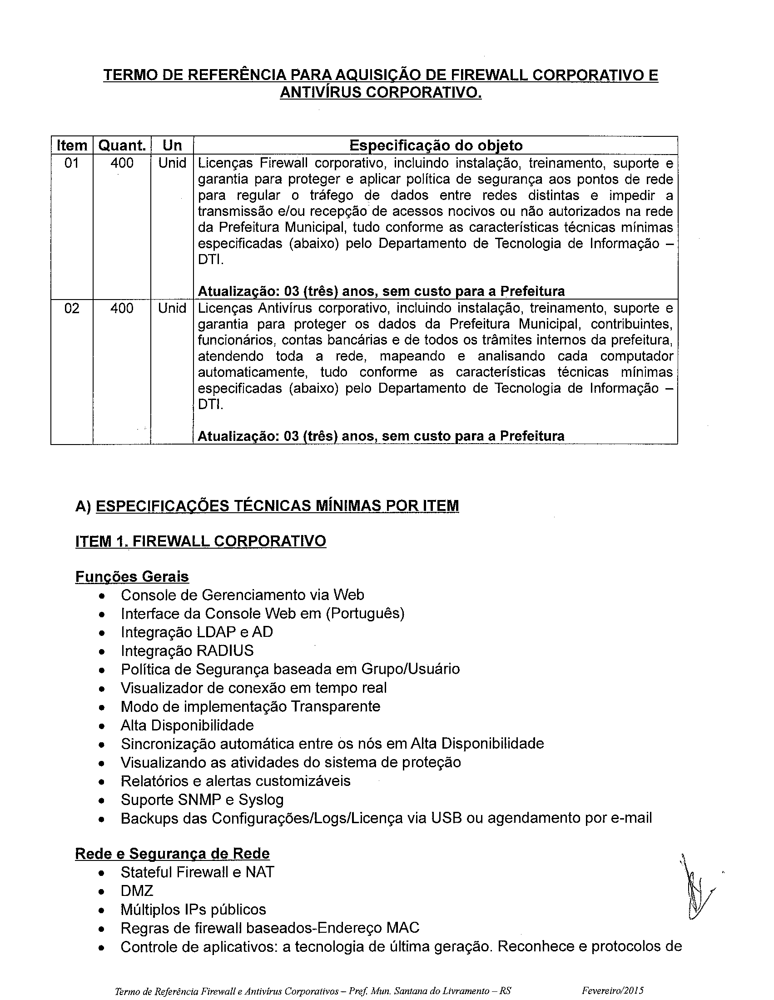 TERMO DE REFERÊNCIA PARA AQUISIÇÃO DE FIREWALL CORPORATIVO E
ANTIVÍRUS CORPORATIVO.
Item Quant. Un Especificação do objeto
01 400 Unid Licenças Firewall corporativo, incluindo instalação, treinamento, suporte e
garantia para proteger e aplicar política de segurança aos pontos de rede
para regular o tráfego de dados entre redes distintas e impedir a
transmissão e/ou recepção de acessos nocivos ou não autorizados na rede
da Prefeitura Municipal, tudo conforme as características técnicas mínimas
especificadas (abaixo) pelo Departamento de Tecnologia de Informação –
DTI.
Atualização: 03 (três) anos, sem custo para a Prefeitura
02 400 Unid Licenças Antivírus corporativo, incluindo instalação, treinamento, suporte e
garantia para proteger os dados da Prefeitura Municipal, contribuintes,
funcionários, contas bancárias e de todos os trâmites internos da prefeitura,
atendendo toda a rede, mapeando e analisando cada computador
automaticamente, tudo conforme as características técnicas mínimas
especificadas (abaixo) pelo Departamento de Tecnologia de Informação –
DTI.
Atualização: 03 (três) anos, sem custo para a Prefeitura
A) ESPECIFICAÇÕES TÉCNICAS MÍNIMAS POR ITEM
ITEM 1. FIREWALL CORPORATIVO
Funções Gerais
• Console de Gerenciamento via Web
• Interface da Console Web em (Português)
• Integração LDAP e AD
• Integração RADIUS
• Política de Segurança baseada em Grupo/Usuário
• Visualizador de conexão em tempo real
• Modo de implementação Transparente
• Alta Disponibilidade
• Sincronização automática entre os nós em Alta Disponibilidade
• Visualizando as atividades do sistema de proteção
• Relatórios e alertas customizáveis
• Suporte SNMP e Syslog
• Backups das Configurações/Logs/Licença via USB ou agendamento por e-mail
Rede e Segurança de Rede
• Stateful Firewall e NAT
• DMZ
• Múltiplos IPs públicos
• Regras de firewall baseados-Endereço MAC
• Controle de aplicativos: a tecnologia de última geração. Reconhece e protocolos de
Termo de Referência Firewall e Antivírus Corporativos – Pref. Mun. Santana do Livramento – RS Fevereiro/2015